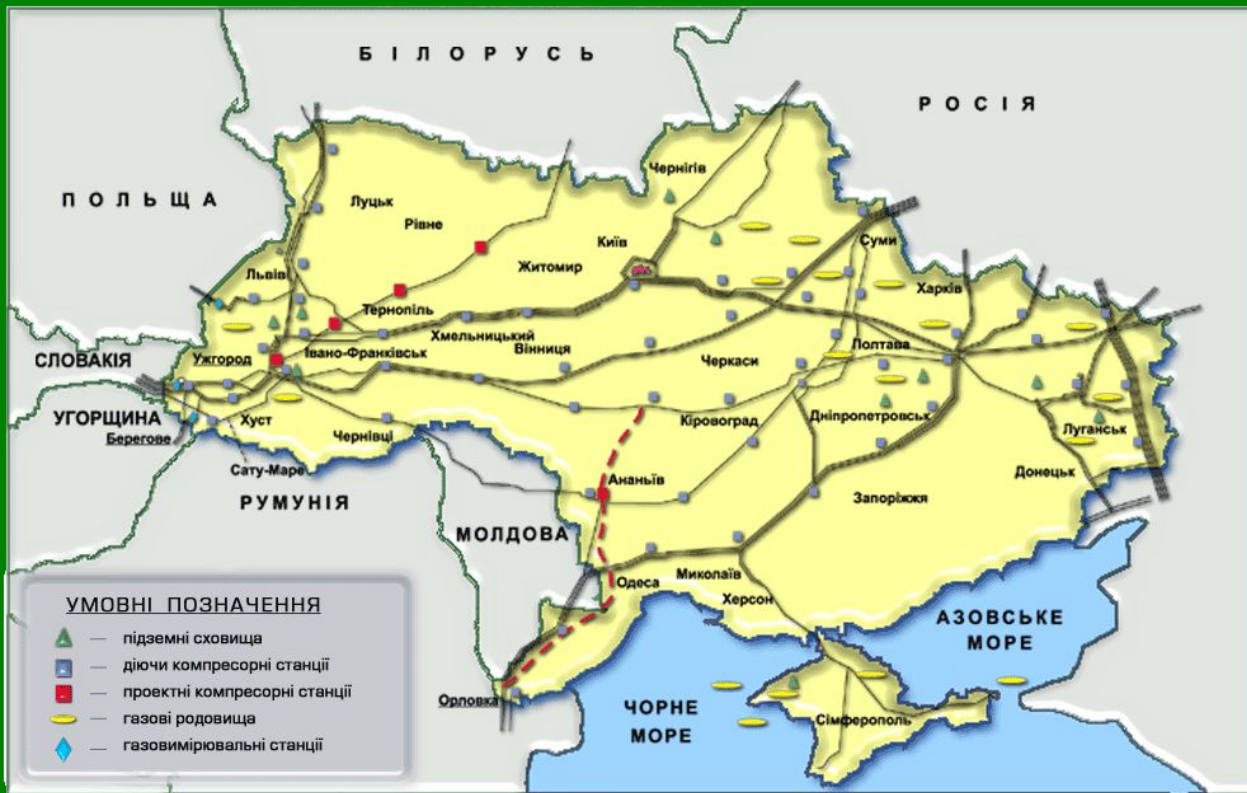 БІЛОРУСЬ
РОСІЯ
ПОЛЬЩА
Чернігів
Луцьк
Рівне
Київ
Суми
Житомир
Львів
Харків
Тернопіль
Хмельницький
Вінниця
Полтава
СЛОВАКІЯ
Ужгород
Івано-Франківськ
Черкаси
УГОРЩИНА
Хуст
Кіровоград
Дніпропетровськ
Луганськ
Берегове
Чернівці
Сату-Маре
Донецьк
РУМУНІЯ
Ананьїв
Запоріжжя
МОЛДОВА
Одеса
Миколаїв
Херсон
АЗОВСЬКЕ
МОРЕ
Орловка
ЧОРНЕ
МОРЕ
Сімферополь
УМОВНІ ПОЗНАЧЕННЯ
— підземні сховища
— діючи компресорні станції
— проектні компресорні станції
— газові родовища
— газовимірювальні станції